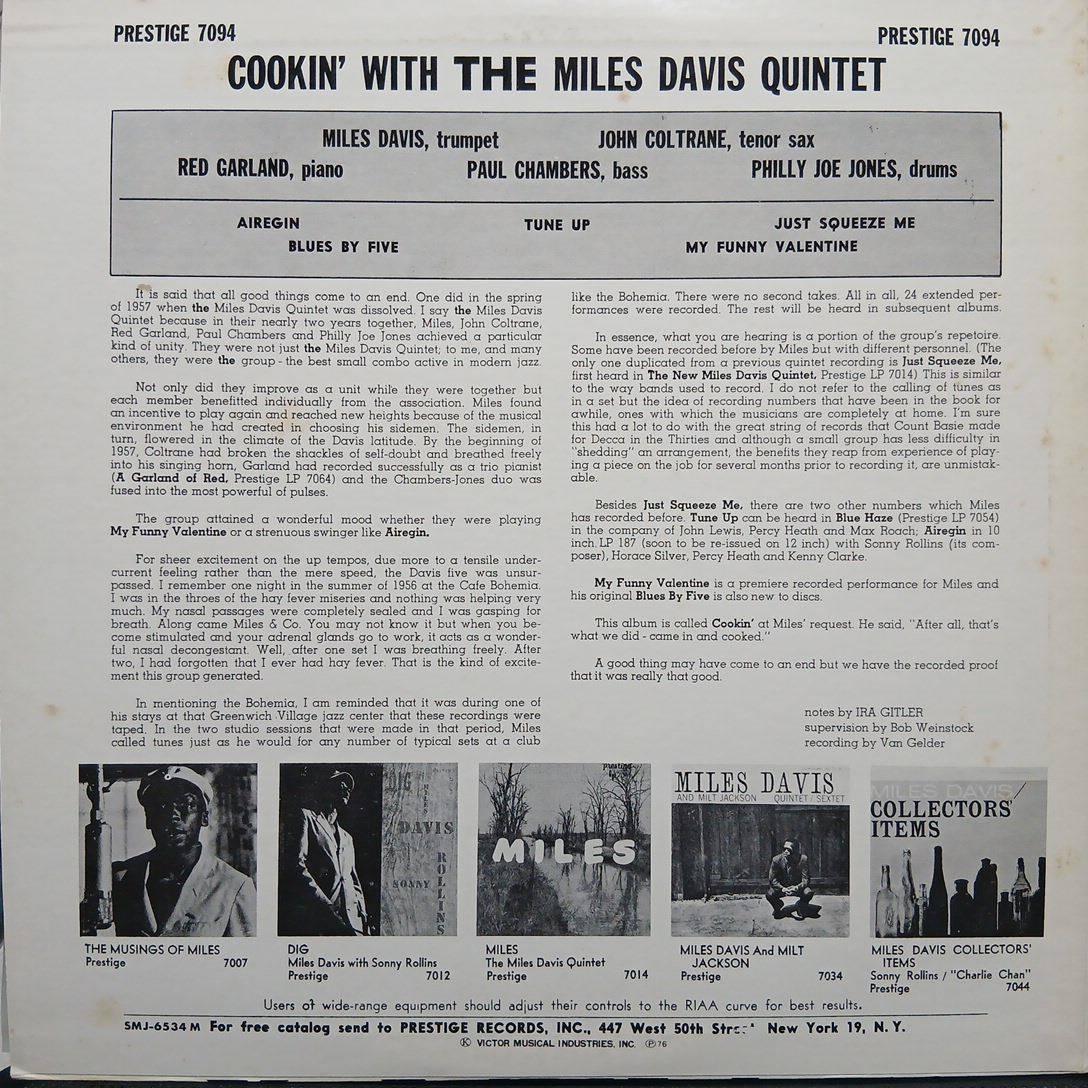 PRESTIGE 7094
PRESTIGE 7094
COOKIN' WITH THE MILES DAVIS QUINTET
MILES DAVIS, trumpet JOHN COLTRANE, tenor sax
RED GARLAND, piano PAUL CHAMBERS, bass PHILLY JOE JONES, drums
AIREGIN TUNE UP JUST SQUEEZE ME
BLUES BY FIVE MY FUNNY VALENTINE
It is said that all good things come to an end. One did in the spring
of 1957 when the Miles Davis Quintet was dissolved. I say the Miles Davis
Quintet because in their nearly two years together, Miles, John Coltrane,
Red Garland, Paul Chambers and Philly Joe Jones achieved a particular
kind of unity. They were not just the Miles Davis Quintet; to me, and many
others, they were the group - the best small combo active in modern jazz.
Not only did they improve as a unit while they were together but
each member benefitted individually from the association. Miles found
an incentive to play again and reached new heights because of the musical
environment he had created in choosing his sidemen. The sidemen, in
turn, flowered in the climate of the Davis latitude. By the beginning of
1957, Coltrane had broken the shackles of self-doubt and breathed freely
into his singing horn, Garland had recorded successfully as a trio pianist
(A Garland of Red, Prestige LP 7064) and the Chambers-Jones duo was
fused into the most powerful of pulses.
The group attained a wonderful mood whether they were playing
My Funny Valentine or a strenuous swinger like Airegin.
For sheer excitement on the up tempos, due more to a tensile under-
current feeling rather than the mere speed, the Davis five was unsur-
passed. I remember one night in the summer of 1956 at the Cafe Bohemia.
I was in the throes of the hay fever miseries and nothing was helping very
much. My nasal passages were completely sealed and I was gasping for
breath. Along came Miles & Co. You may not know it but when you be-
come stimulated and your adrenal glands go to work, it acts as a wonder-
ful nasal decongestant. Well, after one set I was breathing freely. After
two, I had forgotten that I ever had hay fever. That is the kind of excite-
ment this group generated.
In mentioning the Bohemia, I am reminded that it was during one of
his stays at that Greenwich Village jazz center that these recordings were
taped. In the two studio sessions that were made in that period, Miles
called tunes just as he would for any number of typical sets at a club
like the Bohemia. There were no second takes. All in all, 24 extended per-
formances were recorded. The rest will be heard in subsequent albums.
In essence, what you are hearing is a portion of the group's repetoire.
Some have been recorded before by Miles but with different personnel. (The
only one duplicated from a previous quintet recording is Just Squeeze Me,
first heard in The New Miles Davis Quintet, Prestige LP 7014) This is similar
to the way bands used to record. I do not refer to the calling of tunes as
in a set but the idea of recording numbers that have been in the book for
awhile, ones with which the musicians are completely at home. I'm sure
this had a lot to do with the great string of records that Count Basie made
for Decca in the Thirties and although a small group has less difficulty in
"shedding" an arrangement, the benefits they reap from experience of play-
ing a piece on the job for several months prior to recording it, are unmistak-
able.
Besides Just Squeeze Me, there are two other numbers which Miles
has recorded before. Tune Up can be heard in Blue Haze (Prestige LP 7054)
in the company of John Lewis, Percy Heath and Max Roach; Airegin in 10
inch LP 187 (soon to be re-issued on 12 inch) with Sonny Rollins (its com-
poser), Horace Silver, Percy Heath and Kenny Clarke.
My Funny Valentine is a premiere recorded performance for Miles and
his original Blues By Five is also new to discs.
This album is called Cookin' at Miles' request. He said, "After all, that's
what we did - came in and cooked."
A good thing may have come to an end but we have the recorded proof
that it was really that good.
notes by IRA GITLER
supervision by Bob Weinstock
recording by Van Gelder
DIG
MILES
DAVIS
SONNY
ROLLINS
prestige
MILES
MILES DAVIS
AND MILT JACKSON QUINTET / SEXTET
MILES DAVIS
COLLECTORS'
ITEMS
THE MUSINGS OF MILES
Prestige 7007
DIG
Miles Davis with Sonny Rollins
Prestige 7012
MILES
The Miles Davis Quintet
Prestige 7014
MILES DAVIS And MILT
JACKSON
Prestige 7034
MILES DAVIS COLLECTORS'
ITEMS
Sonny Rollins / "Charlie Chan"
Prestige 7044
Users of wide-range equipment should adjust their controls to the RIAA curve for best results.
SMJ-6534 M For free catalog send to PRESTIGE RECORDS, INC., 447 West 50th New York 19, N. Y.
Ⓚ VICTOR MUSICAL INDUSTRIES, INC. Ⓟ76